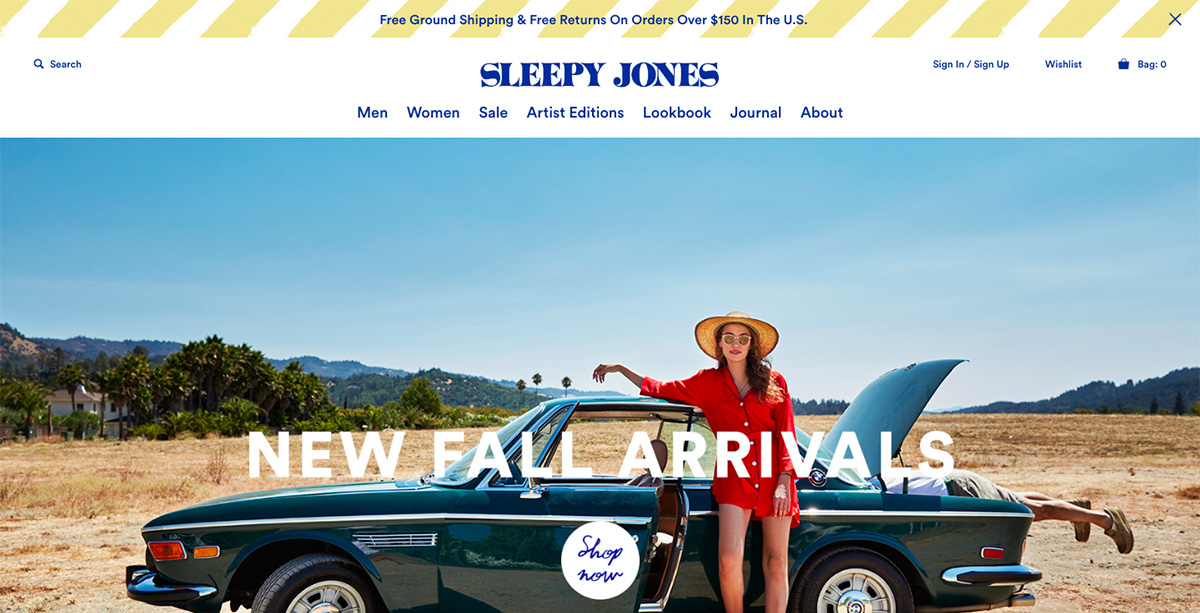 Free Ground Shipping & Free Returns On Orders Over $150 In The U.S.
Search
SLEEPY JONES
Sign In / Sign Up
Wishlist
Bag: 0
Men Women Sale Artist Editions Lookbook Journal About
NEW FALL ARRIVALS
Shop
now